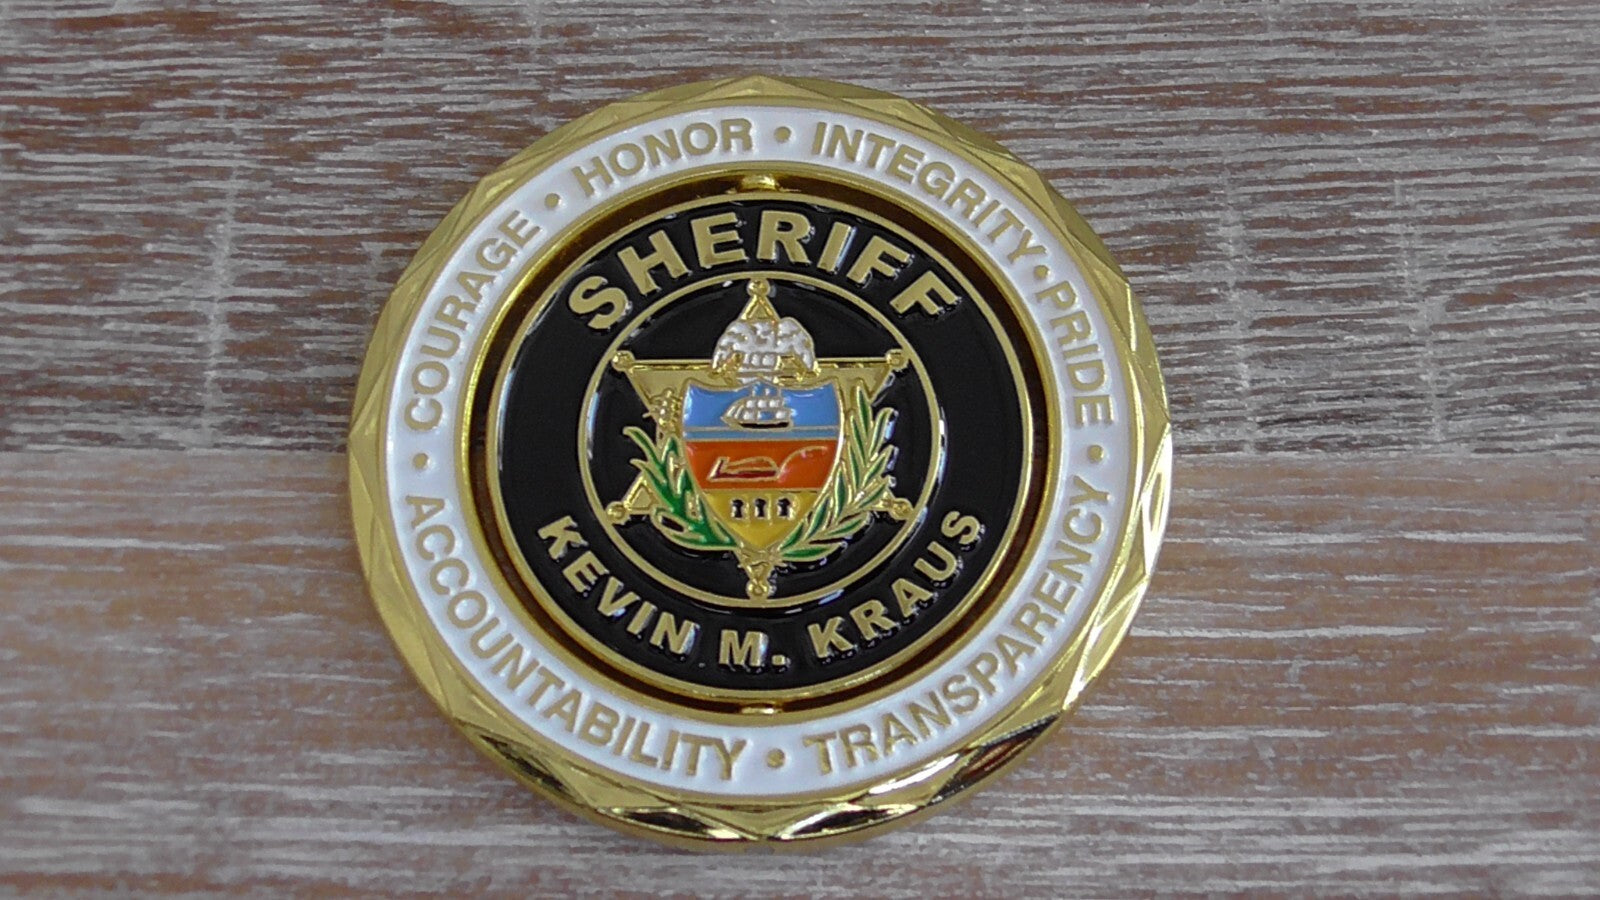 COURAGE • HONOR • INTEGRITY • PRIDE • TRANSPARENCY • ACCOUNTABILITY •
SHERIFF
KEVIN M. KRAUS